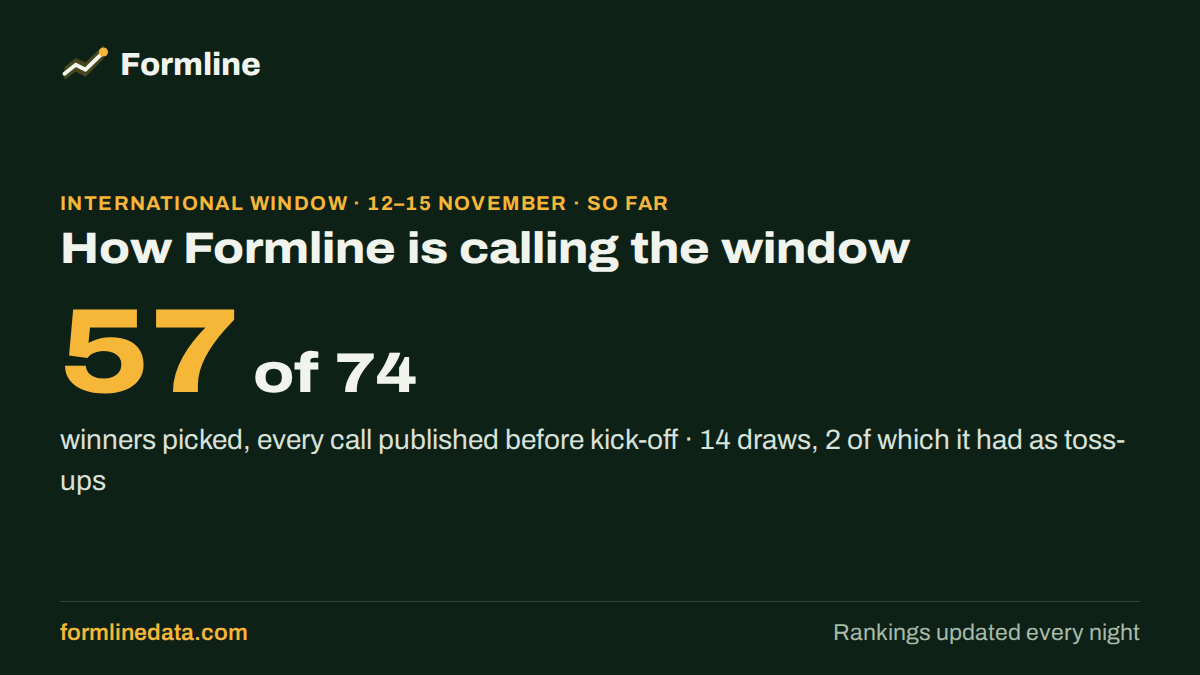 Formline
INTERNATIONAL WINDOW · 12–15 NOVEMBER · SO FAR
How Formline is calling the window
57 of 74
winners picked, every call published before kick-off · 14 draws, 2 of which it had as toss-
ups
formlinedata.com
Rankings updated every night